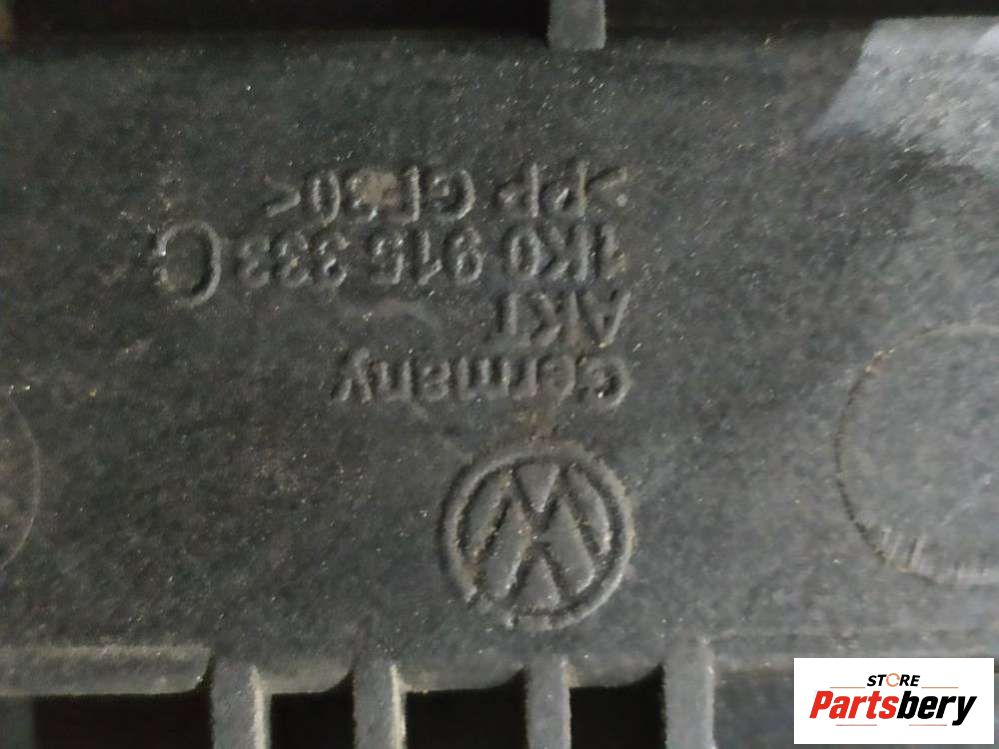 Germany
AKT
1K0 915 333 C
>PP GF30<
STORE
Partsbery